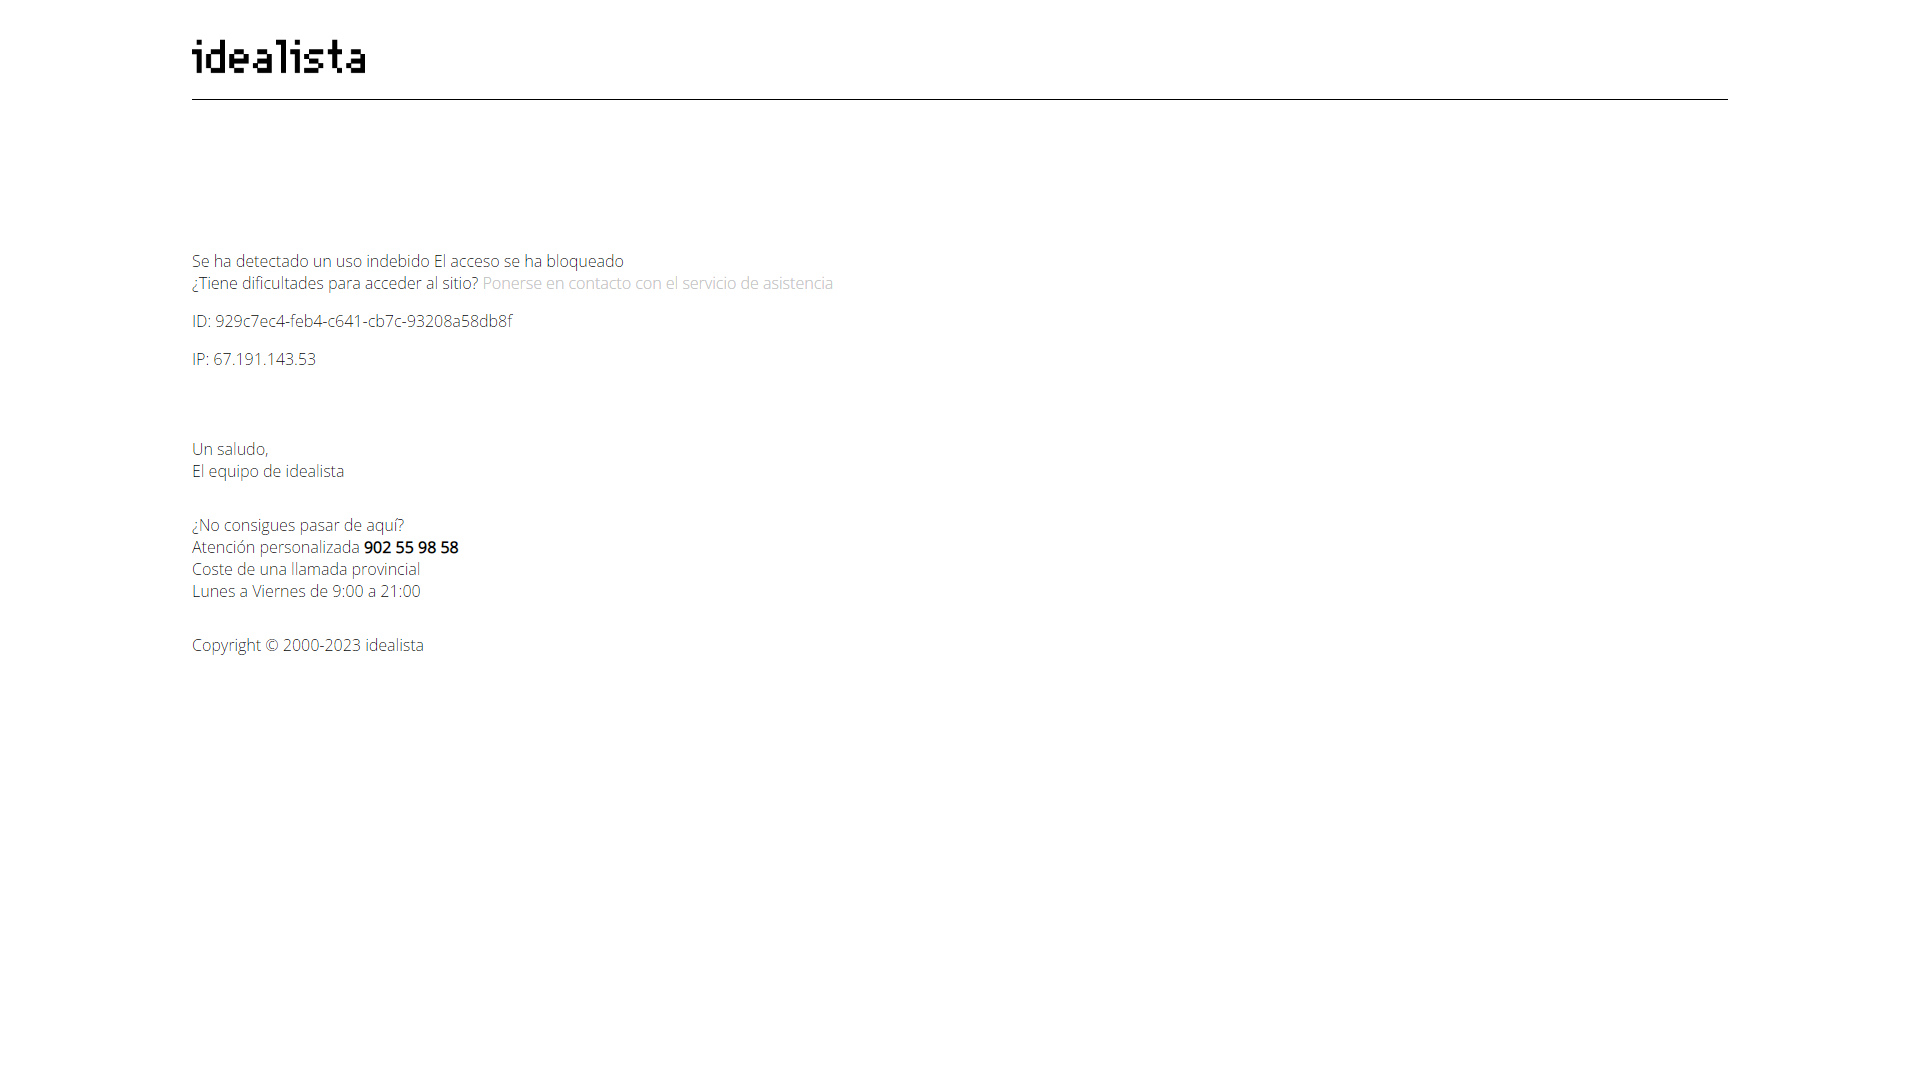 idealista
Se ha detectado un uso indebido El acceso se ha bloqueado
¿Tiene dificultades para acceder al sitio? Ponerse en contacto con el servicio de asistencia
ID: 929c7ec4-feb4-c641-cb7c-93208a58db8f
IP: 67.191.143.53
Un saludo,
El equipo de idealista
¿No consigues pasar de aquí?
Atención personalizada 902 55 98 58
Coste de una llamada provincial
Lunes a Viernes de 9:00 a 21:00
Copyright © 2000-2023 idealista